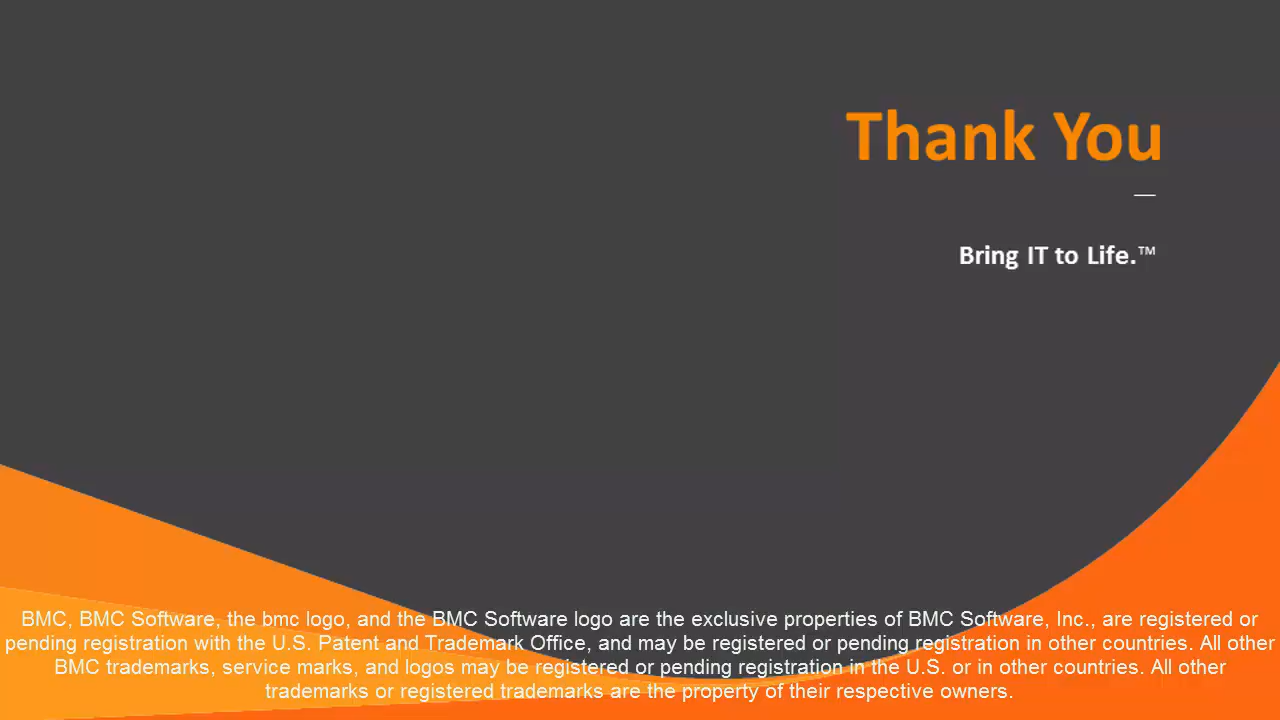 Thank You
Bring IT to Life.™
BMC, BMC Software, the bmc logo, and the BMC Software logo are the exclusive properties of BMC Software, Inc., are registered or
pending registration with the U.S. Patent and Trademark Office, and may be registered or pending registration in other countries. All other
BMC trademarks, service marks, and logos may be registered or pending registration in the U.S. or in other countries. All other
trademarks or registered trademarks are the property of their respective owners.